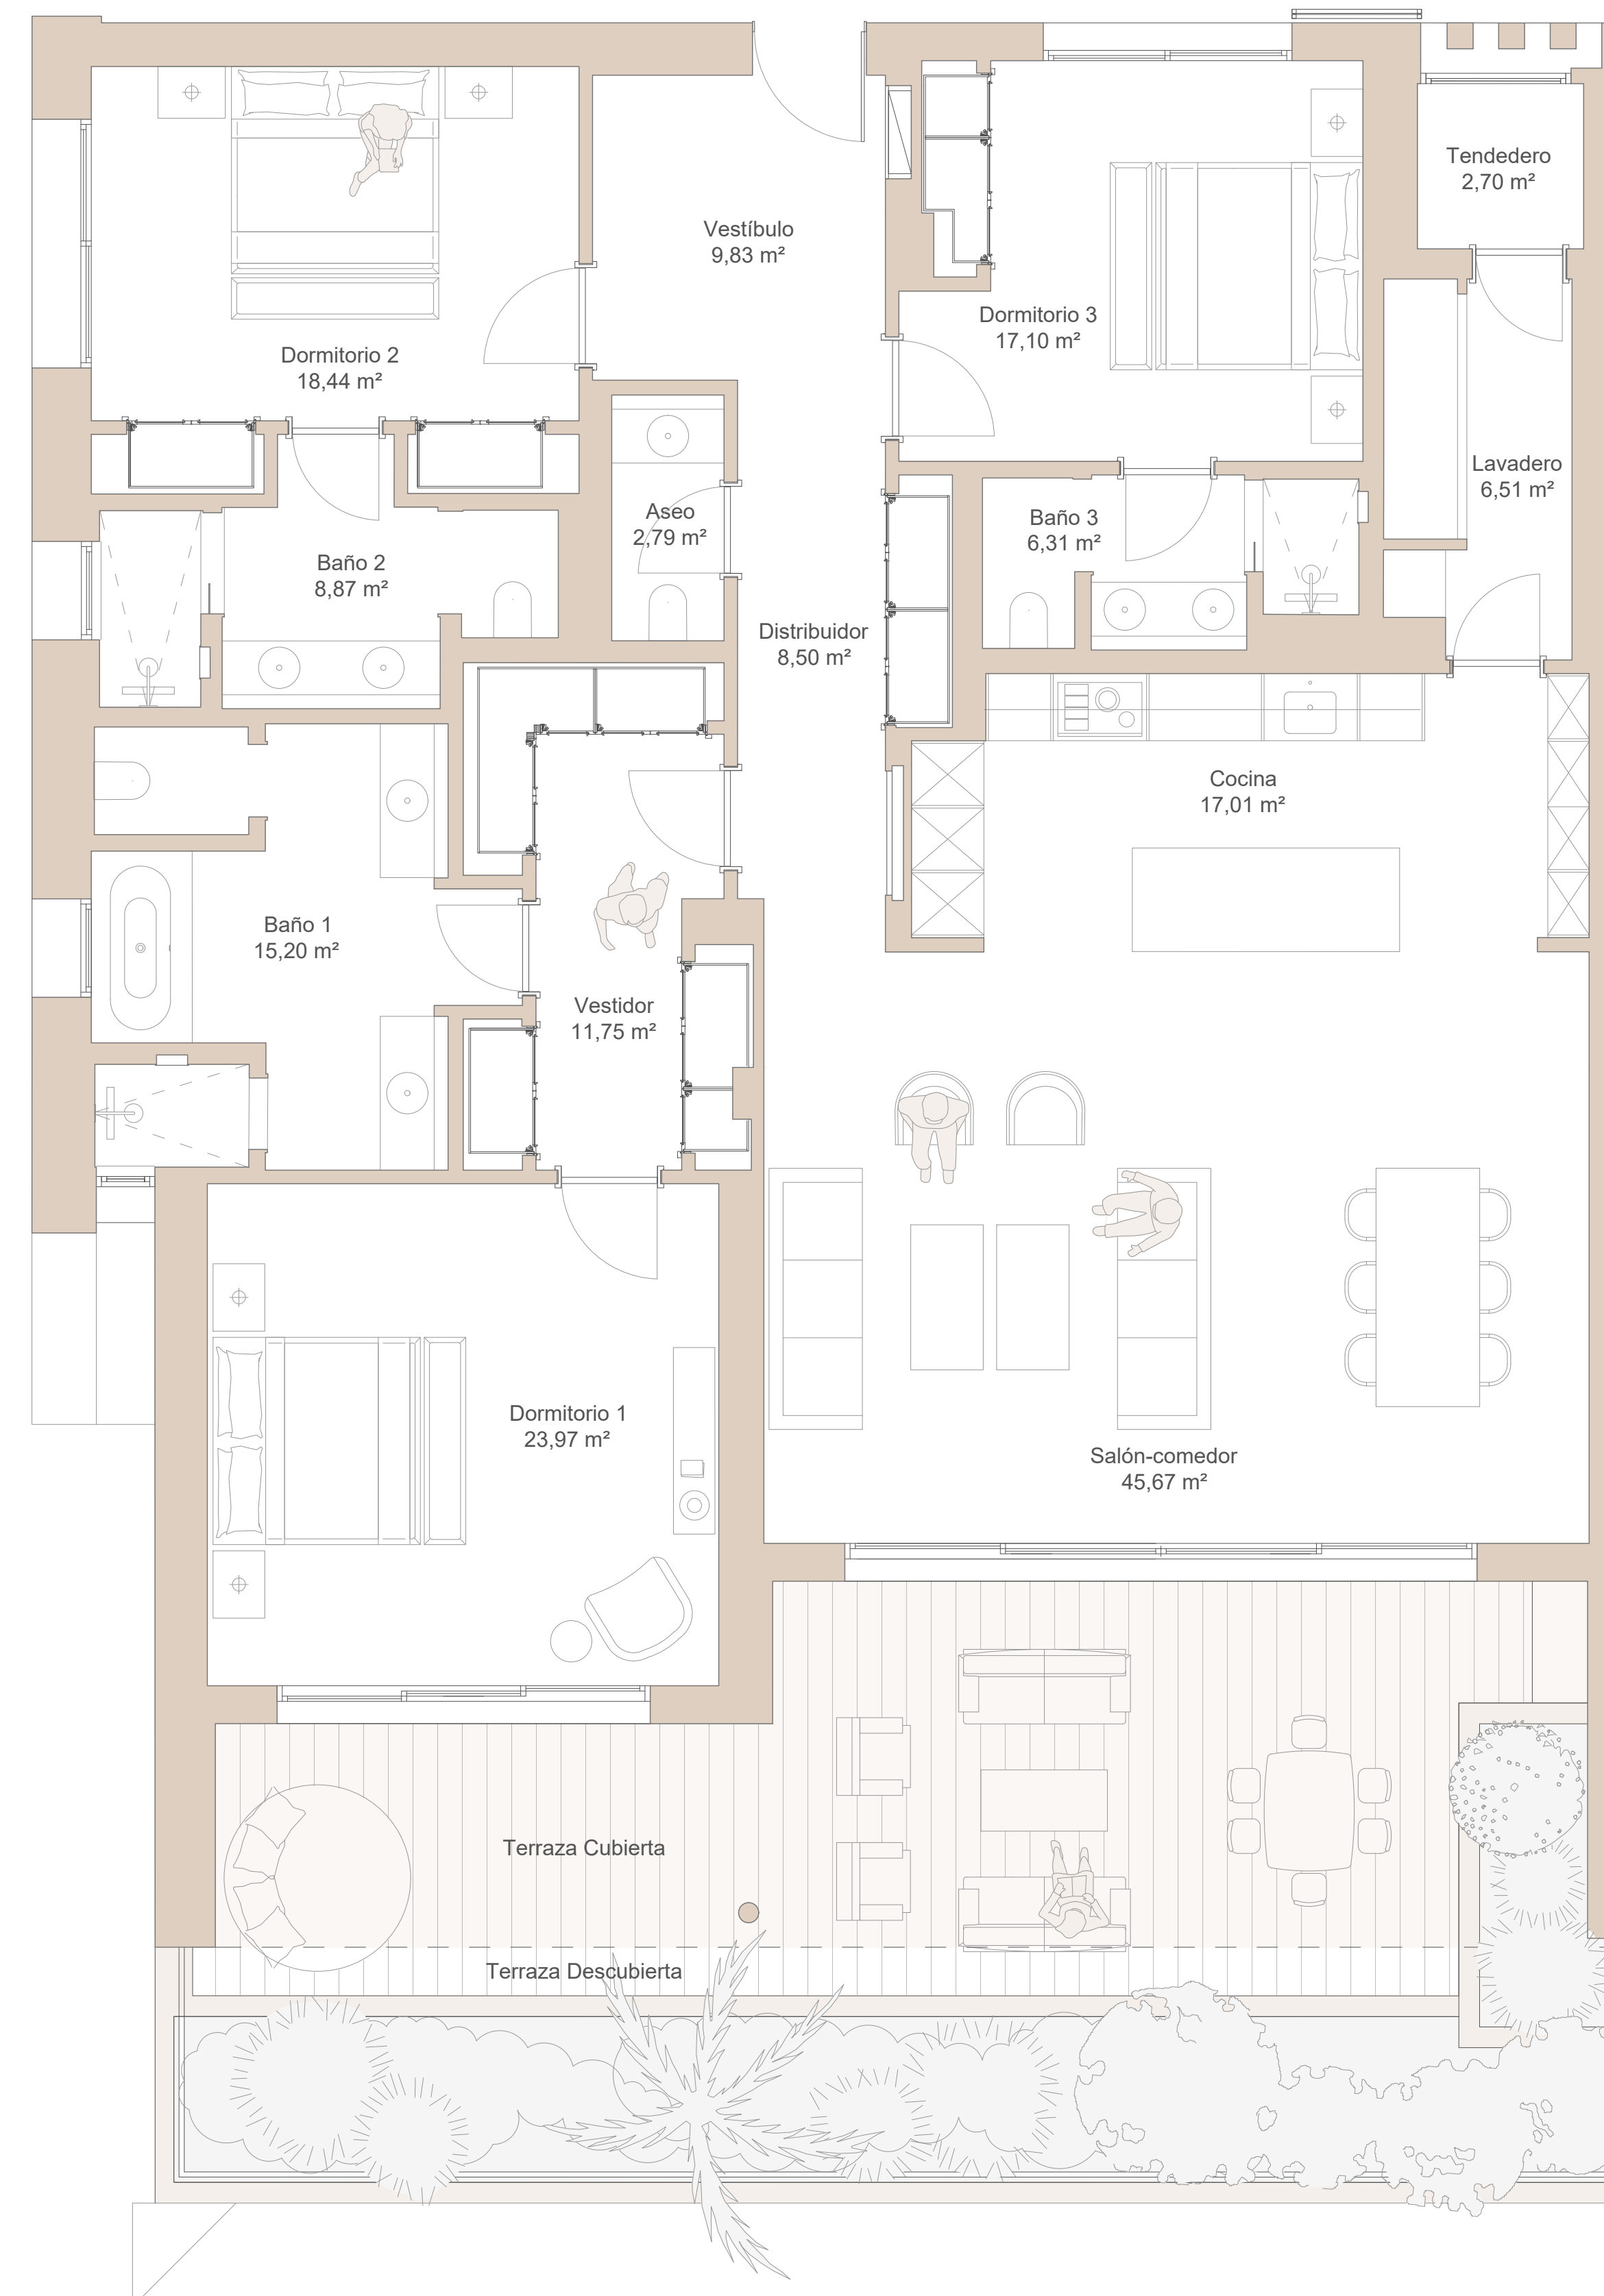 Tendedero
2,70 m²
Vestíbulo
9,83 m²
Dormitorio 3
17,10 m²
Dormitorio 2
18,44 m²
Lavadero
6,51 m²
Aseo
2,79 m²
Baño 3
6,31 m²
Baño 2
8,87 m²
Distribuidor
8,50 m²
Cocina
17,01 m²
Baño 1
15,20 m²
Vestidor
11,75 m²
Dormitorio 1
23,97 m²
Salón-comedor
45,67 m²
Terraza Cubierta
Terraza Descubierta